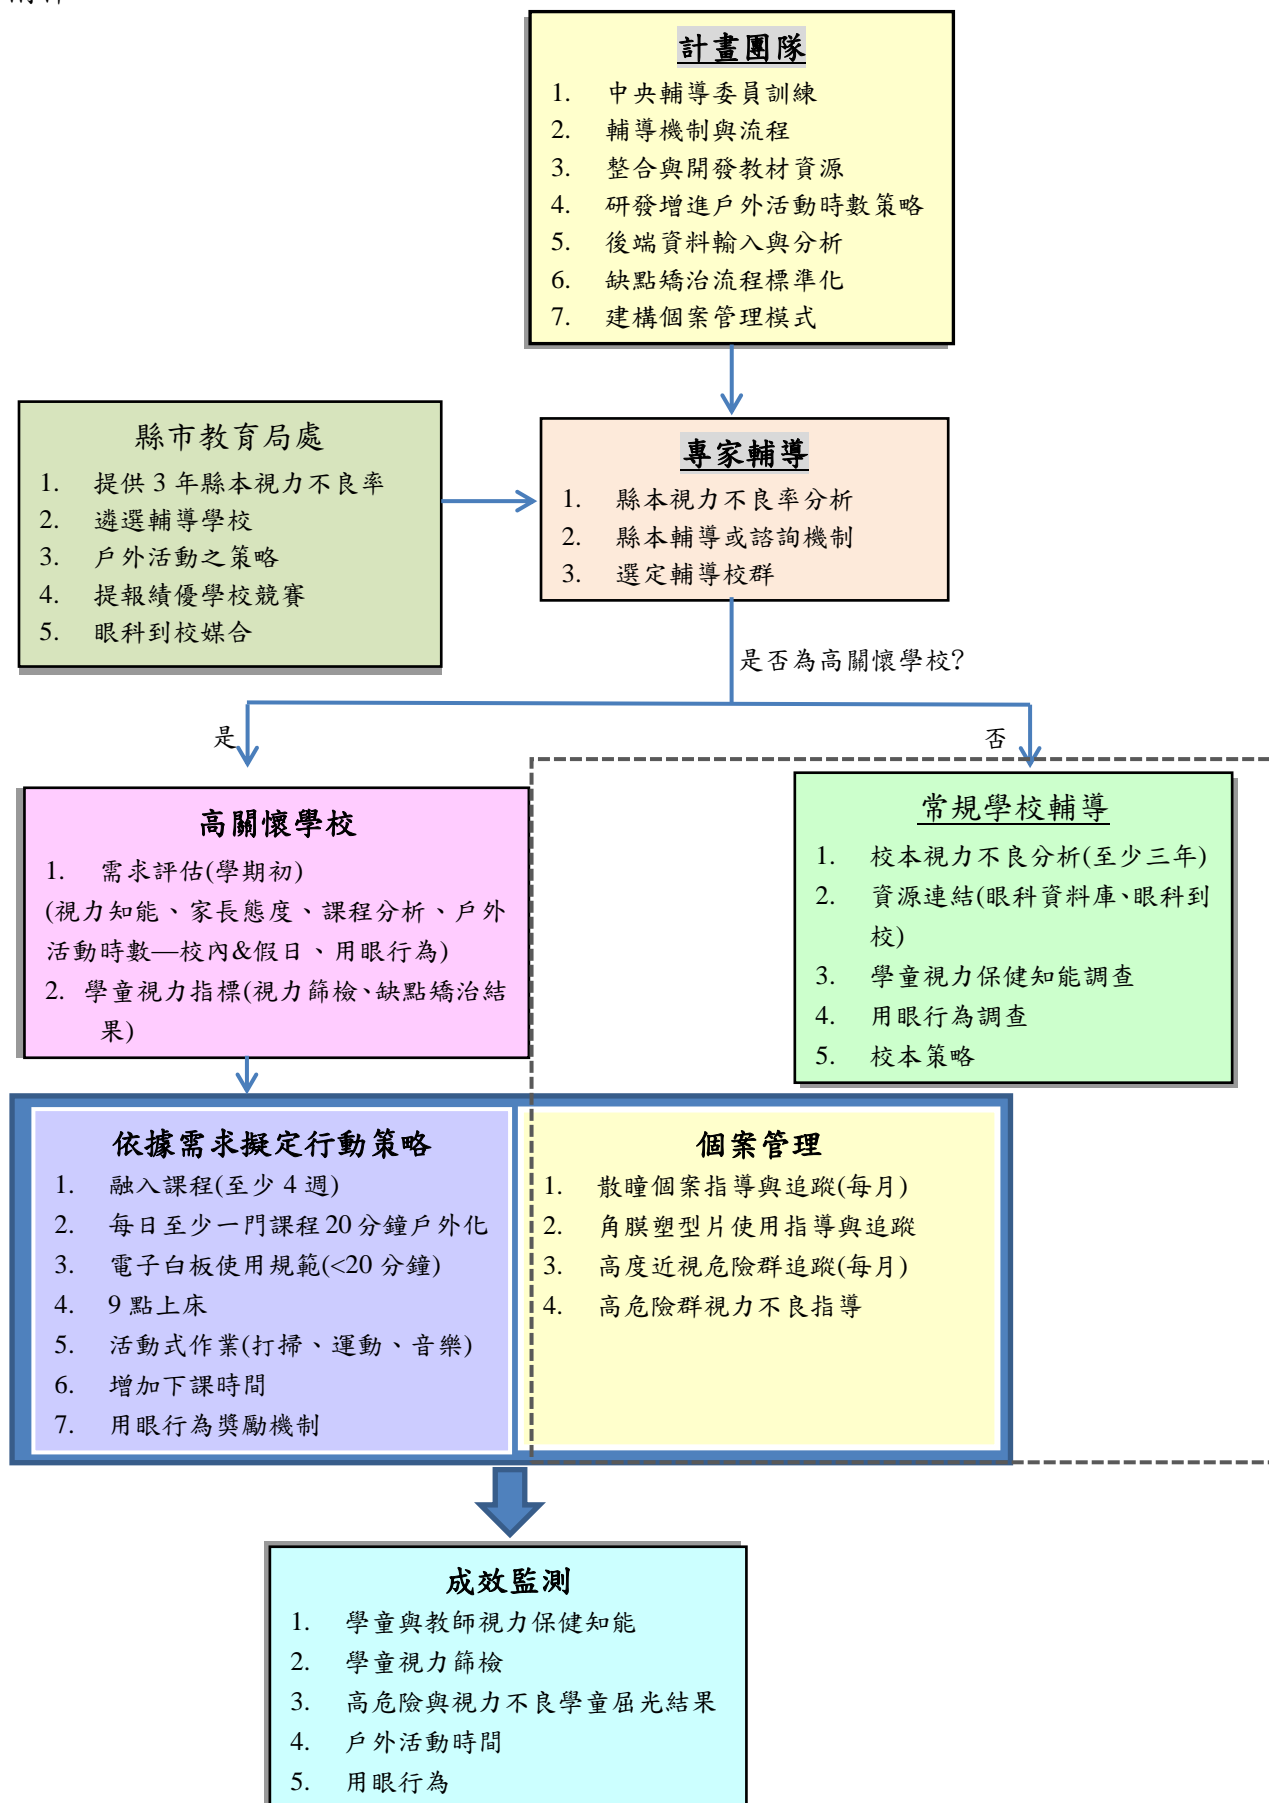 計畫團隊
1. 中央輔導委員訓練
2. 輔導機制與流程
3. 整合與開發教材資源
4. 研發增進戶外活動時數策略
5. 後端資料輸入與分析
6. 缺點矯治流程標準化
7. 建構個案管理模式
縣市教育局處
1. 提供 3 年縣本視力不良率
2. 遴選輔導學校
3. 戶外活動之策略
4. 提報績優學校競賽
5. 眼科到校媒合
專家輔導
1. 縣本視力不良率分析
2. 縣本輔導或諮詢機制
3. 選定輔導校群
是否為高關懷學校?
是
否
高關懷學校
1. 需求評估(學期初)
(視力知能、家長態度、課程分析、戶外
活動時數—校內&假日、用眼行為)
2. 學童視力指標(視力篩檢、缺點矯治結
果)
常規學校輔導
1. 校本視力不良分析(至少三年)
2. 資源連結(眼科資料庫、眼科到
校)
3. 學童視力保健知能調查
4. 用眼行為調查
5. 校本策略
依據需求擬定行動策略
1. 融入課程(至少 4 週)
2. 每日至少一門課程 20 分鐘戶外化
3. 電子白板使用規範(<20 分鐘)
4. 9 點上床
5. 活動式作業(打掃、運動、音樂)
6. 增加下課時間
7. 用眼行為獎勵機制
個案管理
1. 散瞳個案指導與追蹤(每月)
2. 角膜塑型片使用指導與追蹤
3. 高度近視危險群追蹤(每月)
4. 高危險群視力不良指導
成效監測
1. 學童與教師視力保健知能
2. 學童視力篩檢
3. 高危險與視力不良學童屈光結果
4. 戶外活動時間
5. 用眼行為